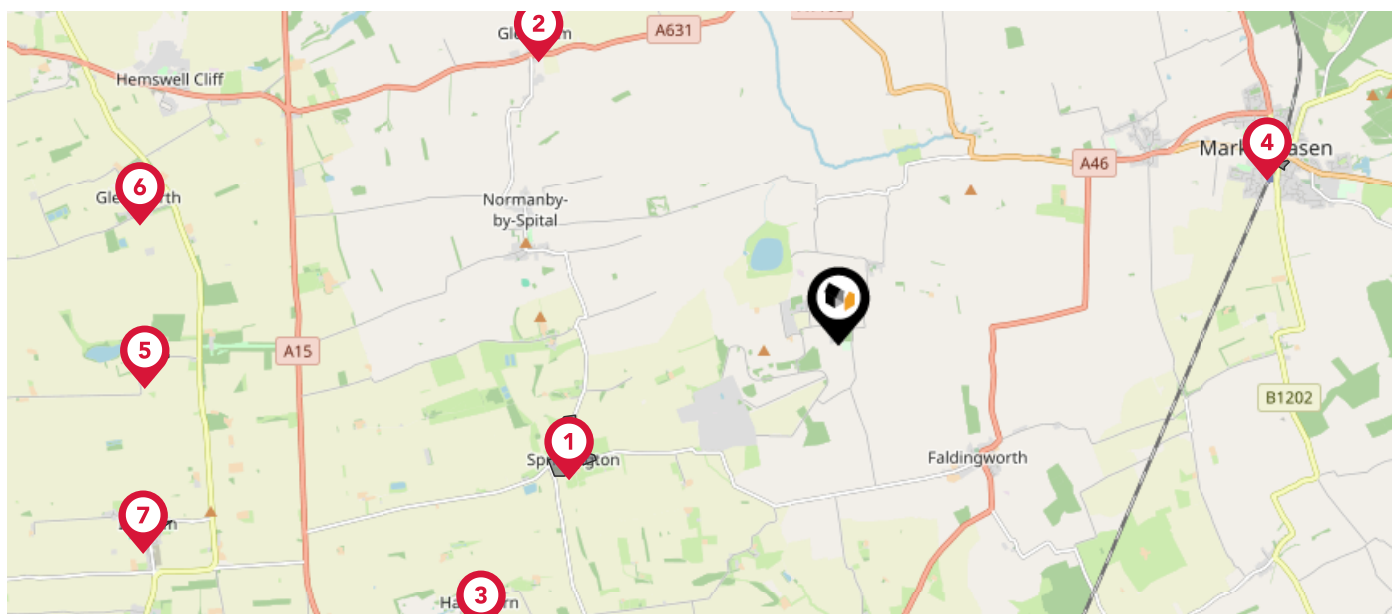 2
A631
Hemswell Cliff
4
A46
6
Normanby-
by-Spital
5
A15
B1202
1
Faldingworth
7
3